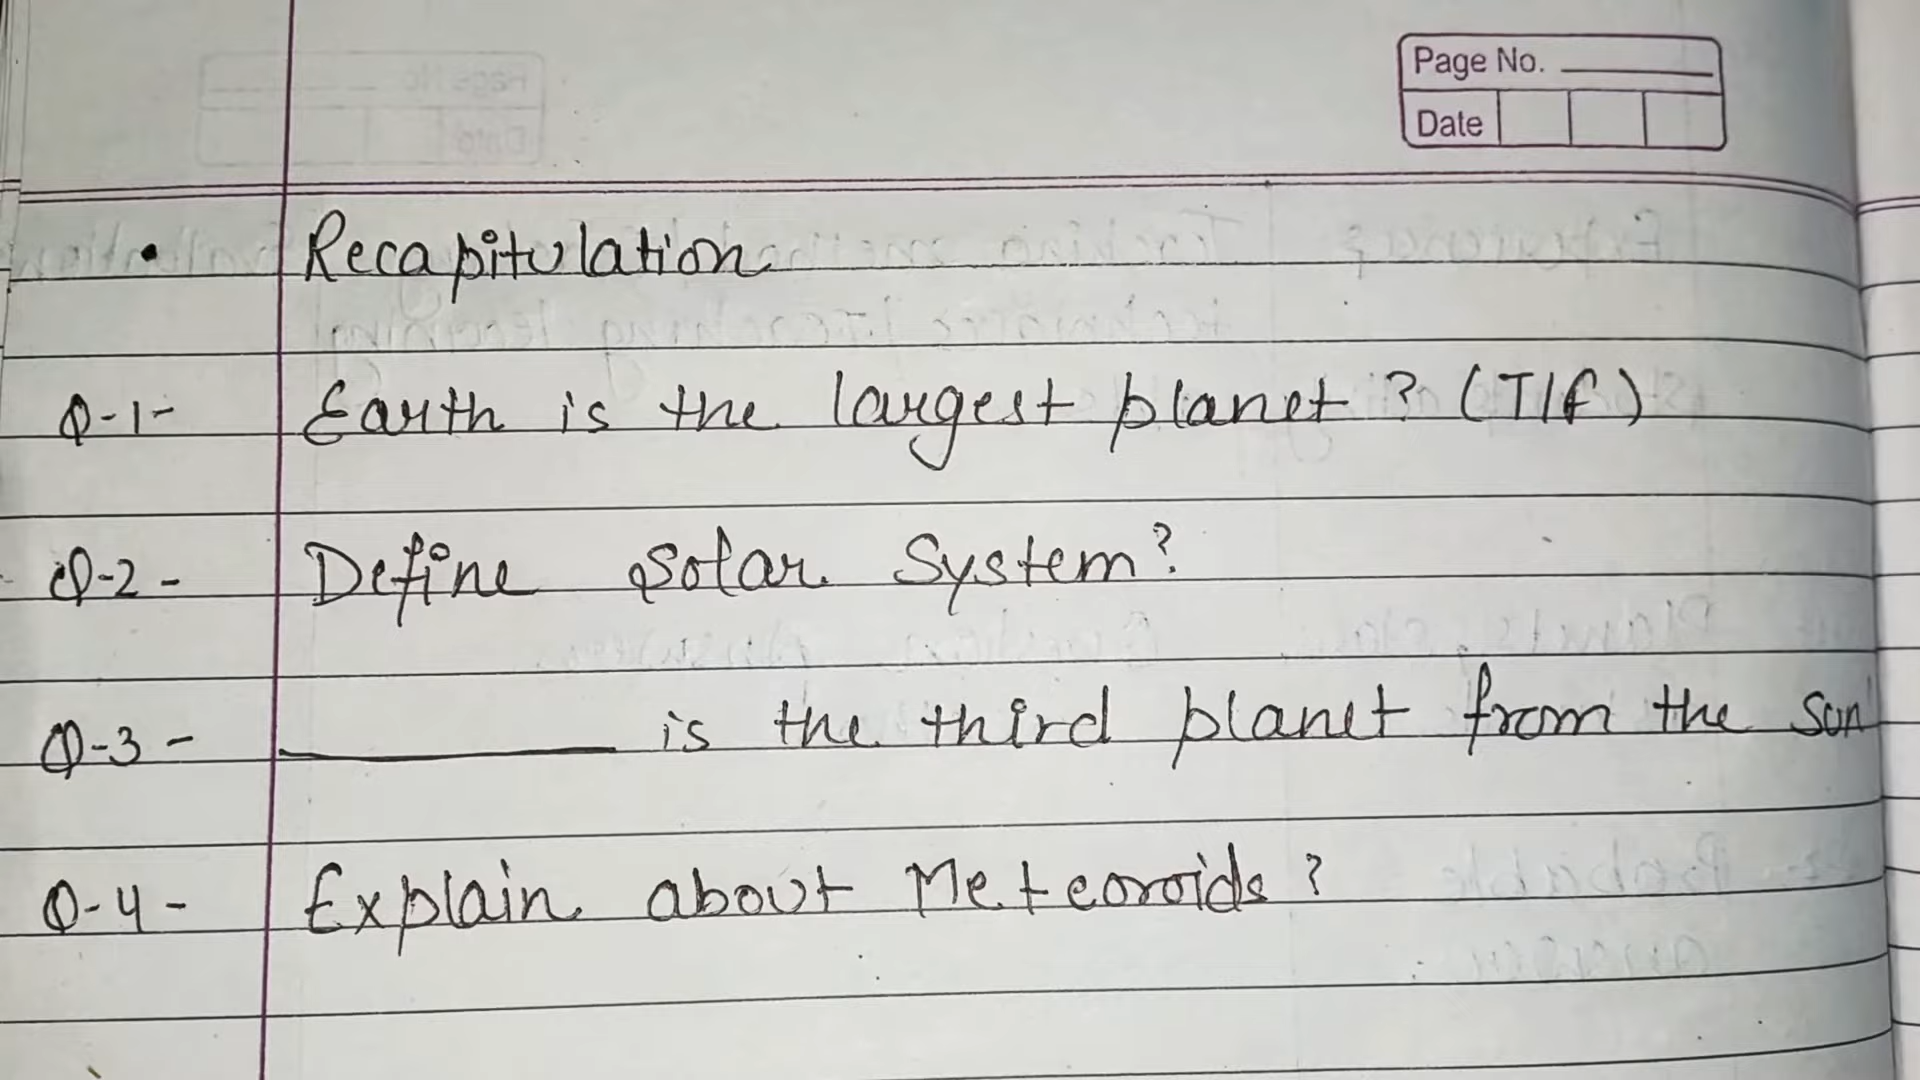 Page No.
Date
• Recapitulation
Q-1- Earth is the largest planet? (T/F)
Q-2- Define Solar System?
Q-3- ________ is the third planet from the sun
Q-4- Explain about Meteoroids?